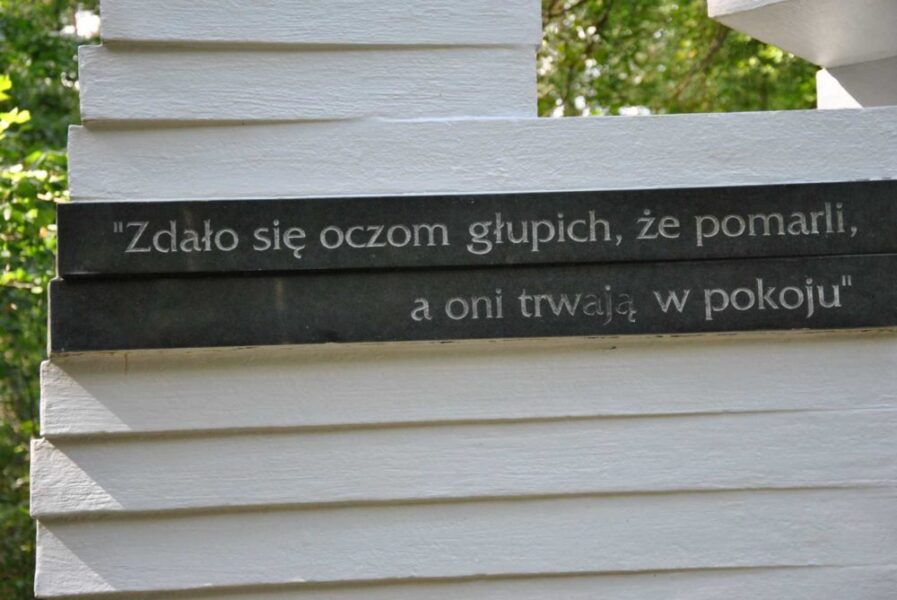 "Zdało się oczom głupich, że pomarli,
a oni trwają w pokoju"